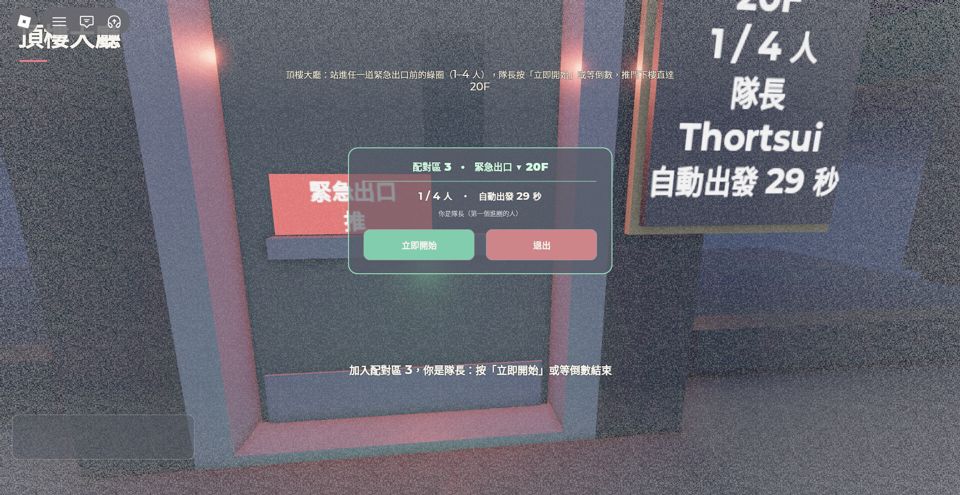 頂樓大廳
頂樓大廳：站進任一道緊急出口前的綠圈（1–4 人），隊長按「立即開始」或等倒數，推門下樓直達
20F
20F
1 / 4 人
隊長
Thortsui
自動出發 29 秒
配對區 3 • 緊急出口 ▼ 20F
1 / 4 人 • 自動出發 29 秒
你是隊長（第一個進圈的人）
立即開始
退出
緊急出口
推
加入配對區 3，你是隊長：按「立即開始」或等倒數結束